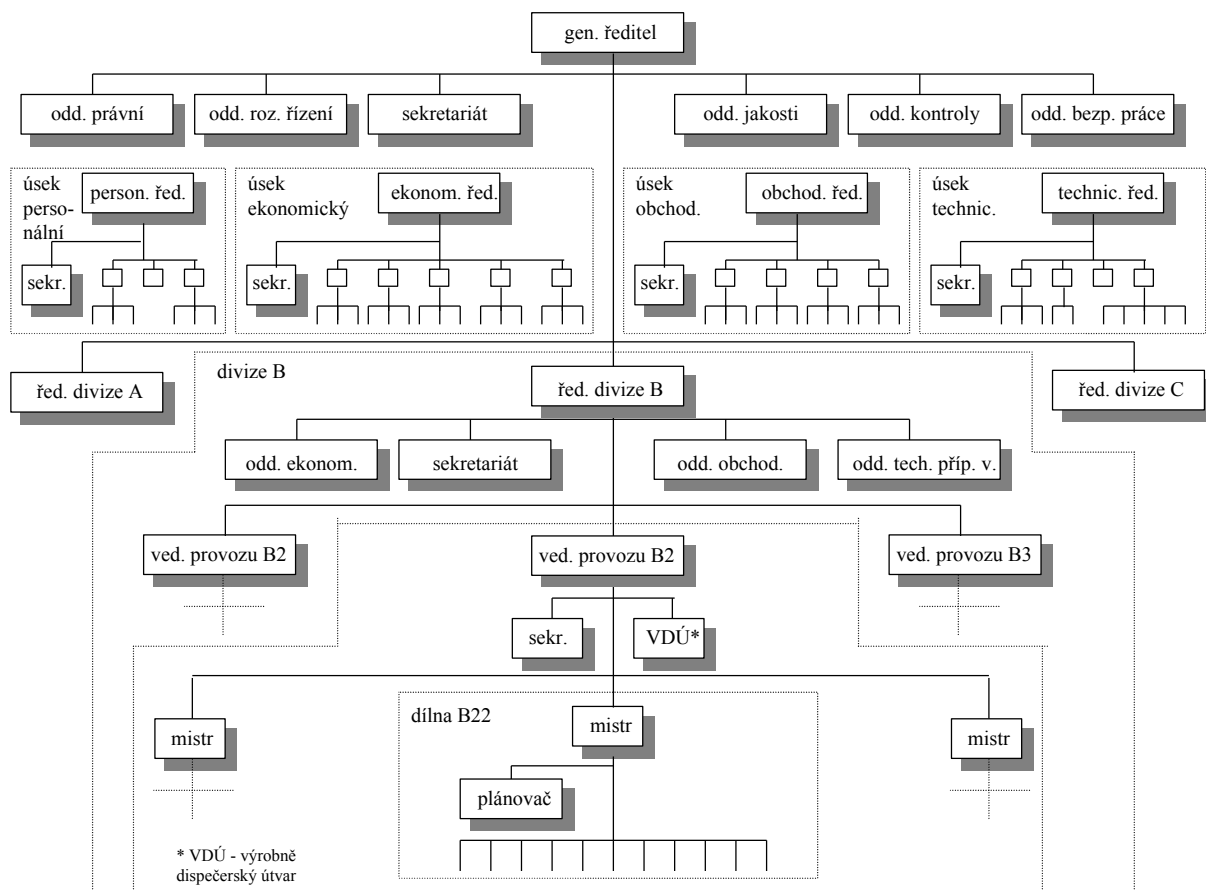 gen. ředitel
odd. právní
odd. roz. řízení
sekretariát
odd. jakosti
odd. kontroly
odd. bezp. práce
úsek
perso-
nální
person. řed.
sekr.
úsek
ekonomický
ekonom. řed.
sekr.
úsek
obchod.
obchod. řed.
sekr.
úsek
technic.
technic. řed.
sekr.
řed. divize A
divize B
řed. divize B
řed. divize C
odd. ekonom.
sekretariát
odd. obchod.
odd. tech. příp. v.
ved. provozu B2
ved. provozu B2
ved. provozu B3
sekr.
VDÚ*
mistr
dílna B22
mistr
mistr
plánovač
* VDÚ - výrobně
dispečerský útvar